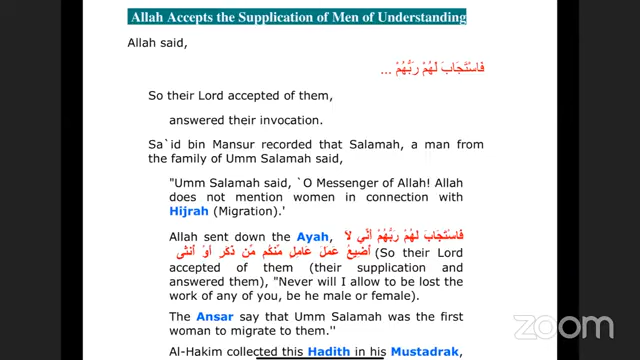 Allah Accepts the Supplication of Men of Understanding
Allah said,
فَاسْتَجَابَ لَهُمْ رَبُّهُمْ ...
So their Lord accepted of them,
answered their invocation.
Sa`id bin Mansur recorded that Salamah, a man from
the family of Umm Salamah said,
"Umm Salamah said, `O Messenger of Allah! Allah
does not mention women in connection with
Hijrah (Migration).'
Allah sent down the Ayah, فَاسْتَجَابَ لَهُمْ رَبُّهُمْ أَنِّي لاَ
أُضِيعُ عَمَلَ عَامِلٍ مِّنكُم مِّن ذَكَرٍ أَوْ أُنثَى (So their Lord
accepted of them (their supplication and
answered them), "Never will I allow to be lost the
work of any of you, be he male or female).
The Ansar say that Umm Salamah was the first
woman to migrate to them.''
Al-Hakim collected this Hadith in his Mustadrak,
zoom